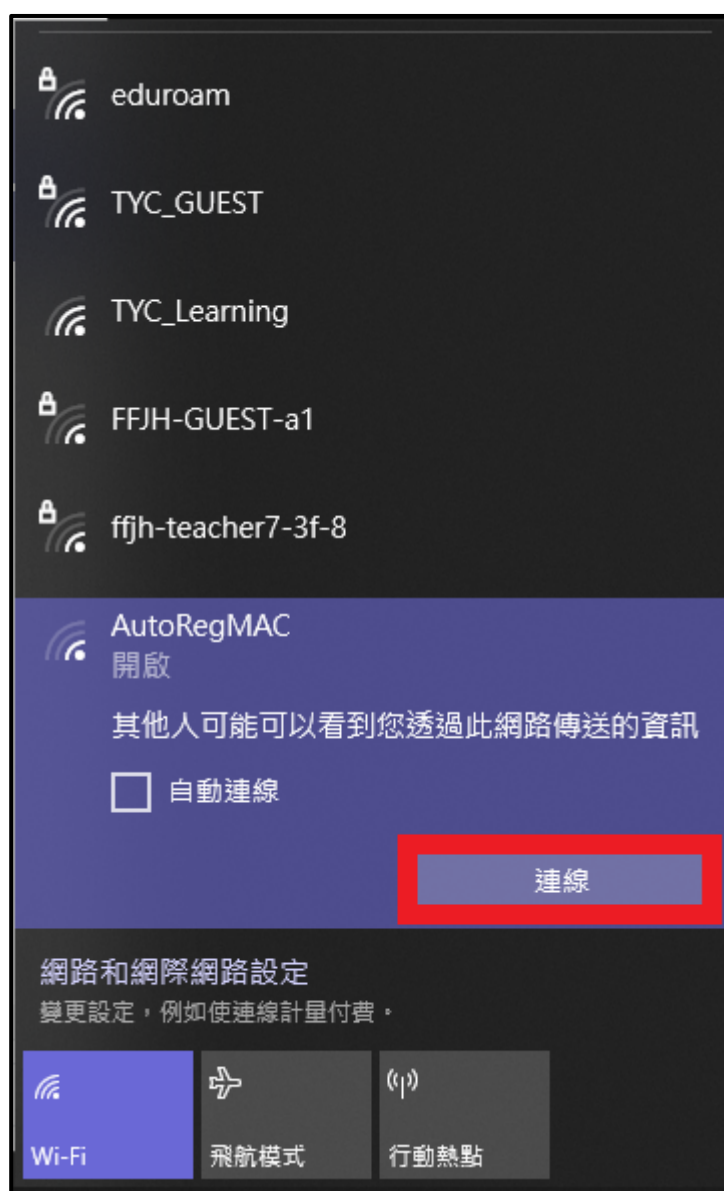 eduroam
TYC_GUEST
TYC_Learning
FFJH-GUEST-a1
ffjh-teacher7-3f-8
AutoRegMAC
開啟
其他人可能可以看到您透過此網路傳送的資訊
自動連線
連線
網路和網際網路設定
變更設定，例如使連線計量付費。
Wi-Fi
飛航模式
行動熱點